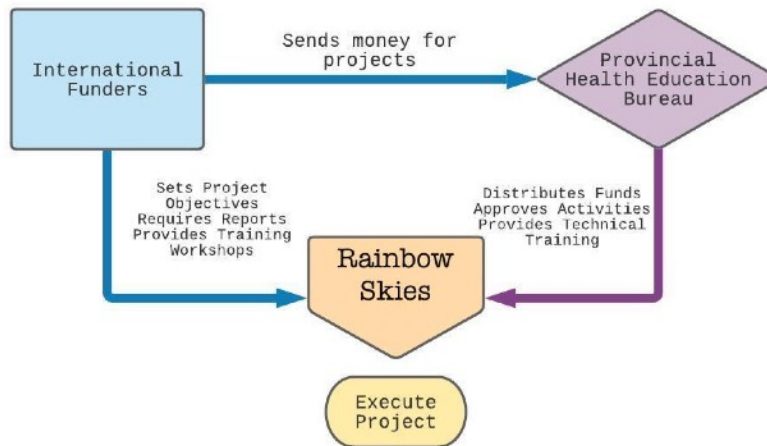 International
Funders
Sends money for
projects
Provincial
Health Education
Bureau
Sets Project
Objectives
Requires Reports
Provides Training
Workshops
Distributes Funds
Approves Activities
Provides Technical
Training
Rainbow
Skies
Execute
Project